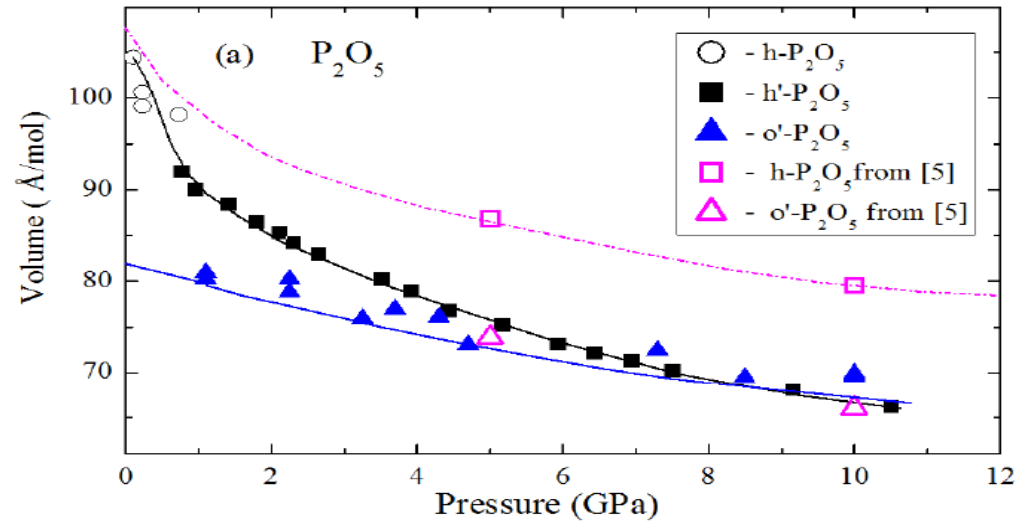 (a) P₂O₅
- h-P₂O₅
- h'-P₂O₅
- o'-P₂O₅
- h-P₂O₅ from [5]
- o'-P₂O₅ from [5]
Volume ( Å/mol)
100
90
80
70
0 2 4 6 8 10 12
Pressure (GPa)